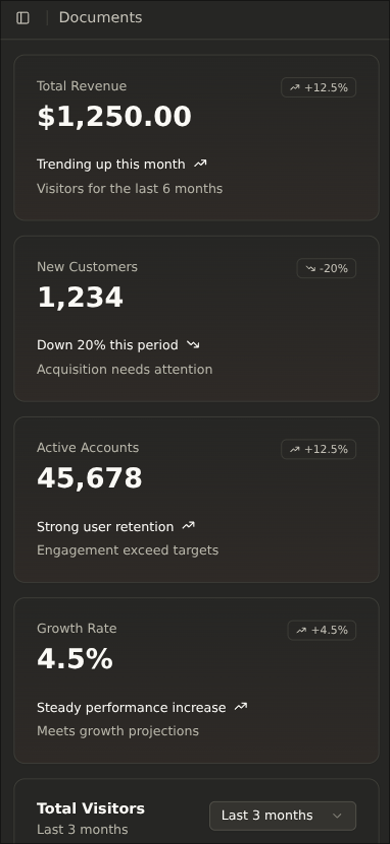 Documents
Total Revenue
+12.5%
$1,250.00
Trending up this month
Visitors for the last 6 months
New Customers
-20%
1,234
Down 20% this period
Acquisition needs attention
Active Accounts
+12.5%
45,678
Strong user retention
Engagement exceed targets
Growth Rate
+4.5%
4.5%
Steady performance increase
Meets growth projections
Total Visitors
Last 3 months
Last 3 months